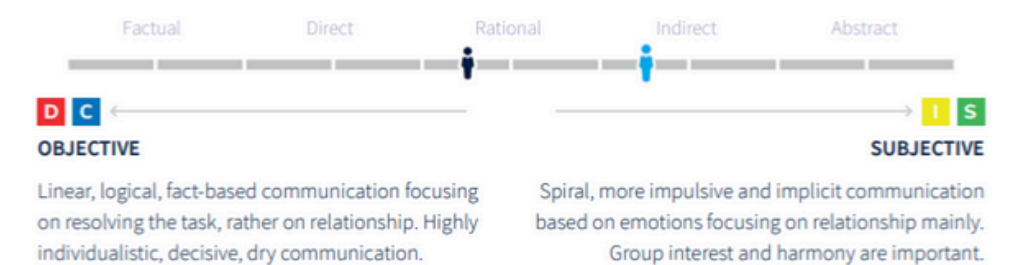 Factual Direct Rational Indirect Abstract
D C I S
OBJECTIVE SUBJECTIVE
Linear, logical, fact-based communication focusing
on resolving the task, rather on relationship. Highly
individualistic, decisive, dry communication.
Spiral, more impulsive and implicit communication
based on emotions focusing on relationship mainly.
Group interest and harmony are important.